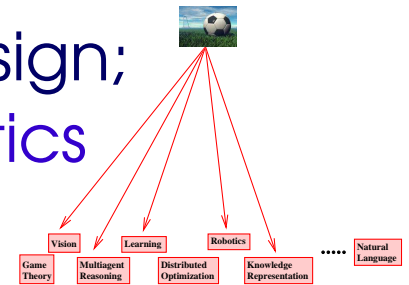 sign;
tics
Vision
Learning
Robotics
.....
Natural
Language
Game
Theory
Multiagent
Reasoning
Distributed
Optimization
Knowledge
Representation